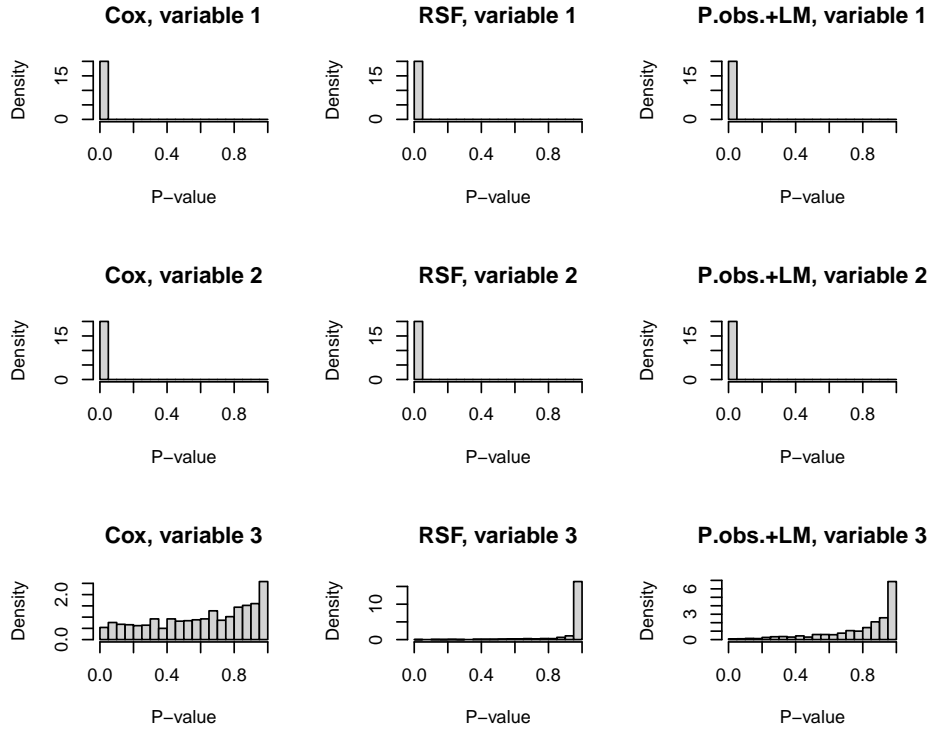 Cox, variable 1
RSF, variable 1
P.obs.+LM, variable 1
Density
0
15
0.0
0.4
0.8
P−value
Density
0
15
0.0
0.4
0.8
P−value
Density
0
15
0.0
0.4
0.8
P−value
Cox, variable 2
RSF, variable 2
P.obs.+LM, variable 2
Density
0
15
0.0
0.4
0.8
P−value
Density
0
15
0.0
0.4
0.8
P−value
Density
0
15
0.0
0.4
0.8
P−value
Cox, variable 3
RSF, variable 3
P.obs.+LM, variable 3
Density
0.0
2.0
0.0
0.4
0.8
P−value
Density
0
10
0.0
0.4
0.8
P−value
Density
0
3
6
0.0
0.4
0.8
P−value